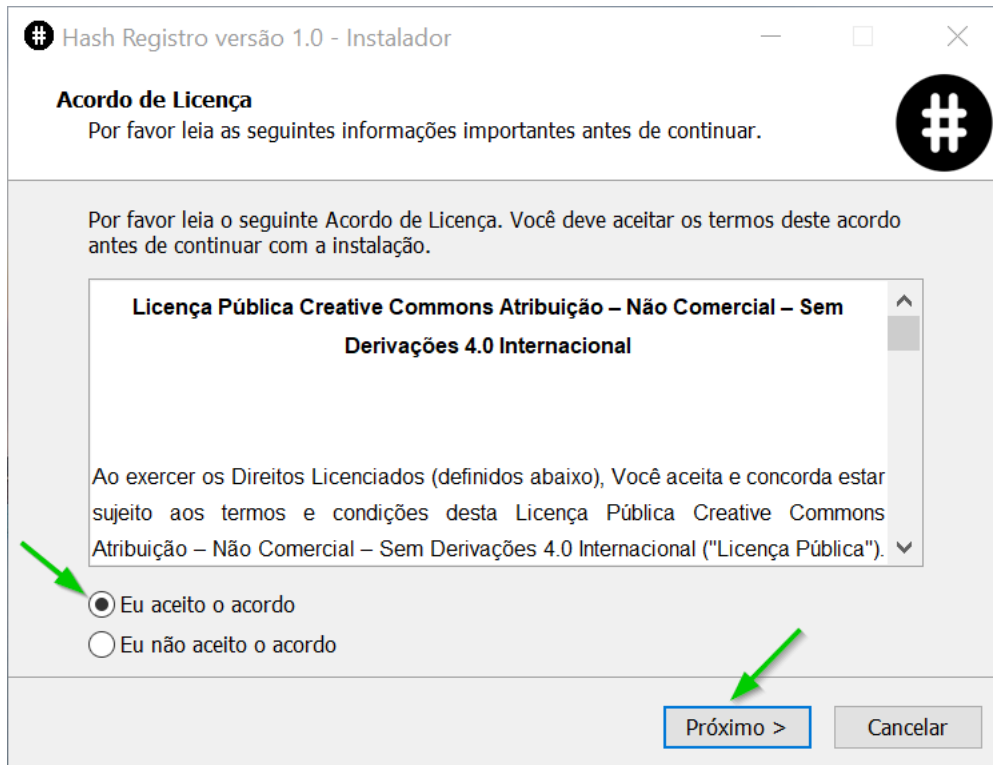 Hash Registro versão 1.0 - Instalador
Acordo de Licença
Por favor leia as seguintes informações importantes antes de continuar.
Por favor leia o seguinte Acordo de Licença. Você deve aceitar os termos deste acordo
antes de continuar com a instalação.
Licença Pública Creative Commons Atribuição – Não Comercial – Sem
Derivações 4.0 Internacional
Ao exercer os Direitos Licenciados (definidos abaixo), Você aceita e concorda estar
sujeito aos termos e condições desta Licença Pública Creative Commons
Atribuição – Não Comercial – Sem Derivações 4.0 Internacional ("Licença Pública").
Eu aceito o acordo
Eu não aceito o acordo
Próximo >
Cancelar